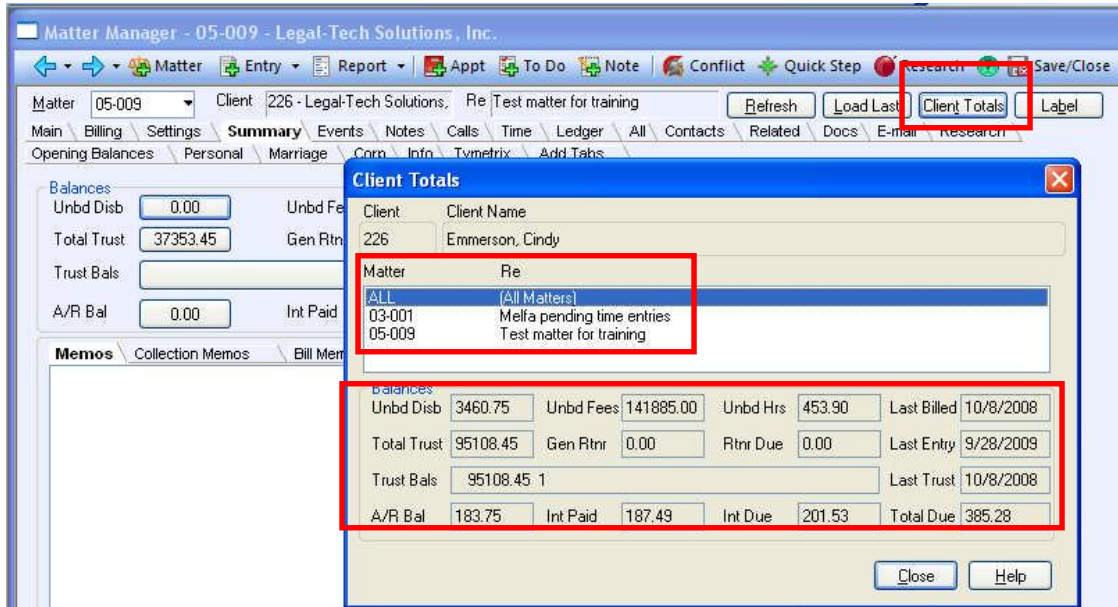 Matter Manager - 05-009 - Legal-Tech Solutions, Inc.
Matter Entry Report Appt To Do Note Conflict Quick Step Research Save/Close
Matter 05-009 Client 226 - Legal-Tech Solutions, Re Test matter for training Refresh Load Last Client Totals Label
Main Billing Settings Summary Events Notes Calls Time Ledger All Contacts Related Docs E-mail Research
Opening Balances Personal Marriage Corp Info Tymetrix Add Tabs
Balances
Unbd Disb 0.00 Unbd Fe
Total Trust 37353.45 Gen Rtn
Trust Bals
A/R Bal 0.00 Int Paid
Memos Collection Memos Bill Mem
Client Totals
Client Client Name
226 Emmerson, Cindy
Matter Re
ALL (All Matters)
03-001 Melfa pending time entries
05-009 Test matter for training
Balances
Unbd Disb 3460.75 Unbd Fees 141885.00 Unbd Hrs 453.90 Last Billed 10/8/2008
Total Trust 95108.45 Gen Rtnr 0.00 Rtnr Due 0.00 Last Entry 9/28/2009
Trust Bals 95108.45 1 Last Trust 10/8/2008
A/R Bal 183.75 Int Paid 187.49 Int Due 201.53 Total Due 385.28
Close Help